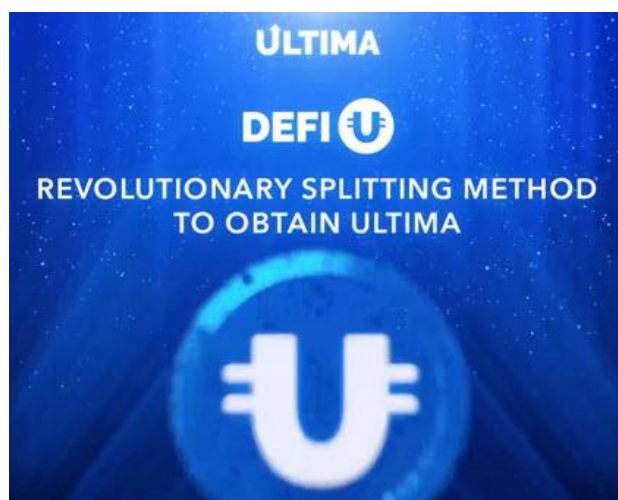 ULTIMA
DEFI U
REVOLUTIONARY SPLITTING METHOD
TO OBTAIN ULTIMA
U